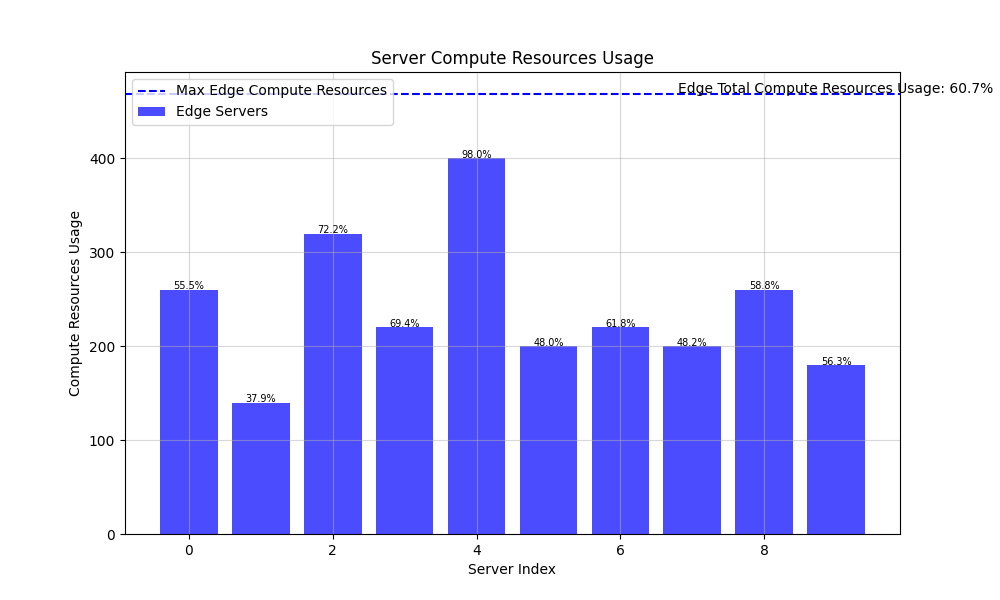 Server Compute Resources Usage
Max Edge Compute Resources
Edge Servers
Edge Total Compute Resources Usage: 60.7%
Compute Resources Usage
400
300
200
100
0
55.5%
37.9%
72.2%
69.4%
98.0%
48.0%
61.8%
48.2%
58.8%
56.3%
0 2 4 6 8
Server Index